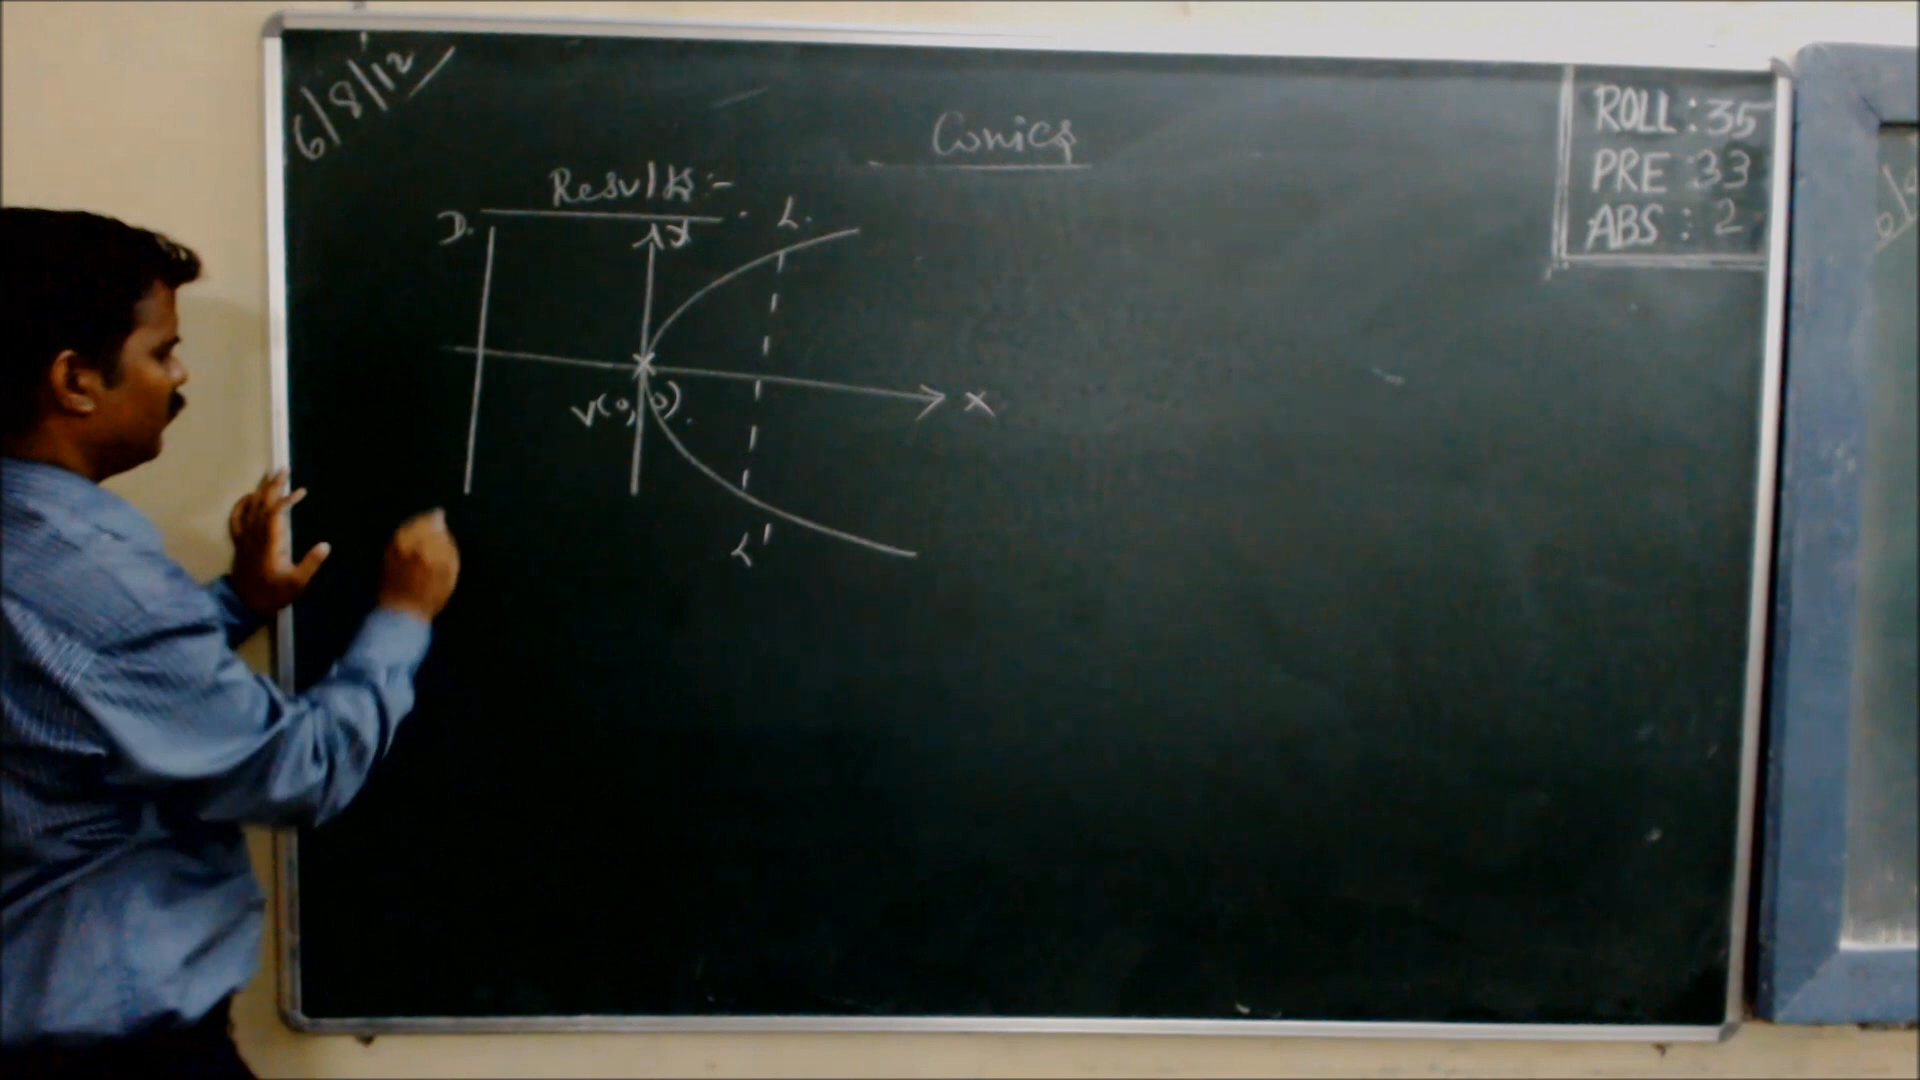 6/8/12
Conics
ROLL : 35
PRE : 33
ABS : 2
Results :-
D.
L.
V(0, 0).
X
L'